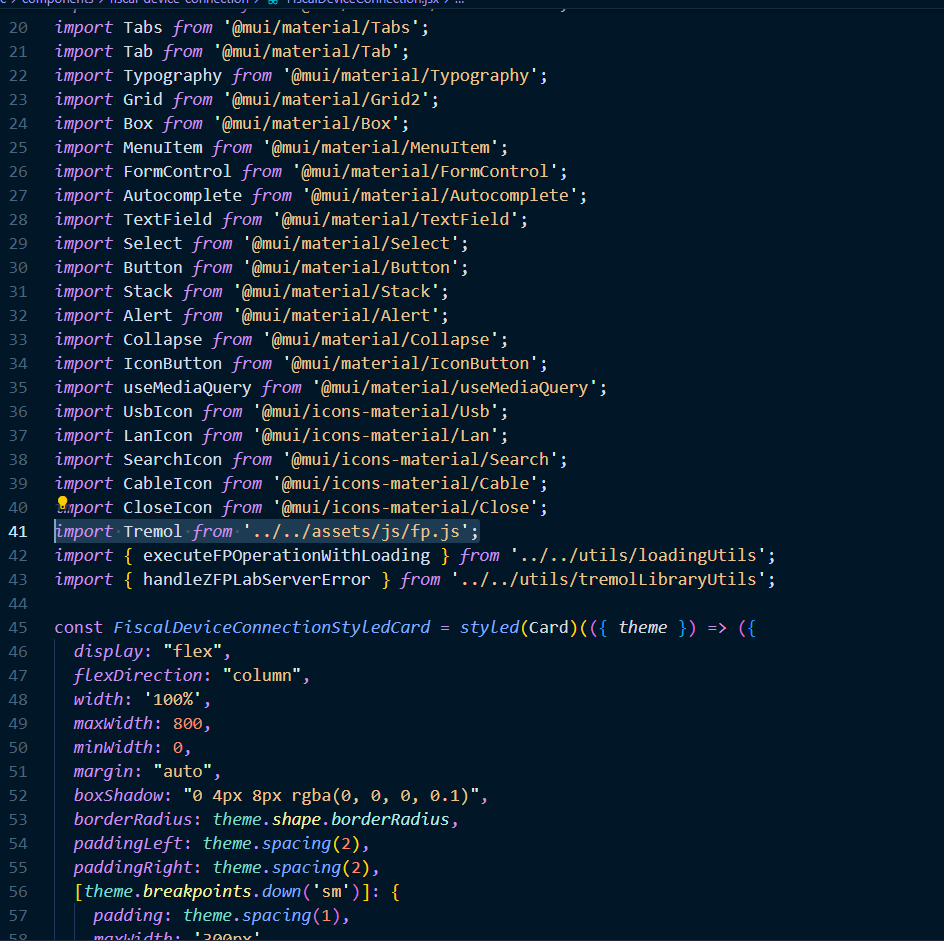 components > fiscal-device-connection > FiscalDeviceConnection.jsx > ...
20 import Tabs from '@mui/material/Tabs';
21 import Tab from '@mui/material/Tab';
22 import Typography from '@mui/material/Typography';
23 import Grid from '@mui/material/Grid2';
24 import Box from '@mui/material/Box';
25 import MenuItem from '@mui/material/MenuItem';
26 import FormControl from '@mui/material/FormControl';
27 import Autocomplete from '@mui/material/Autocomplete';
28 import TextField from '@mui/material/TextField';
29 import Select from '@mui/material/Select';
30 import Button from '@mui/material/Button';
31 import Stack from '@mui/material/Stack';
32 import Alert from '@mui/material/Alert';
33 import Collapse from '@mui/material/Collapse';
34 import IconButton from '@mui/material/IconButton';
35 import useMediaQuery from '@mui/material/useMediaQuery';
36 import UsbIcon from '@mui/icons-material/Usb';
37 import LanIcon from '@mui/icons-material/Lan';
38 import SearchIcon from '@mui/icons-material/Search';
39 import CableIcon from '@mui/icons-material/Cable';
40 import CloseIcon from '@mui/icons-material/Close';
41 import Tremol from '../../assets/js/fp.js';
42 import { executeFPOperationWithLoading } from '../../utils/loadingUtils';
43 import { handleZFPLabServerError } from '../../utils/tremolLibraryUtils';
44
45 const FiscalDeviceConnectionStyledCard = styled(Card)(({ theme }) => ({
46 display: "flex",
47 flexDirection: "column",
48 width: '100%',
49 maxWidth: 800,
50 minWidth: 0,
51 margin: "auto",
52 boxShadow: "0 4px 8px rgba(0, 0, 0, 0.1)",
53 borderRadius: theme.shape.borderRadius,
54 paddingLeft: theme.spacing(2),
55 paddingRight: theme.spacing(2),
56 [theme.breakpoints.down('sm')]: {
57 padding: theme.spacing(1),
58 maxWidth: '300px'